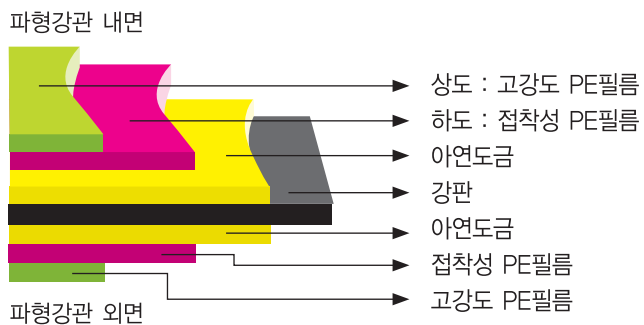 파형강관 내면
상도 : 고강도 PE필름
하도 : 접착성 PE필름
아연도금
강판
아연도금
접착성 PE필름
고강도 PE필름
파형강관 외면